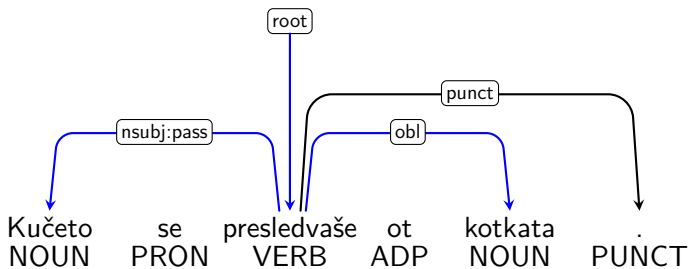 root
punct
nsubj:pass
obl
Kučeto se presledvaše ot kotkata .
NOUN PRON VERB ADP NOUN PUNCT